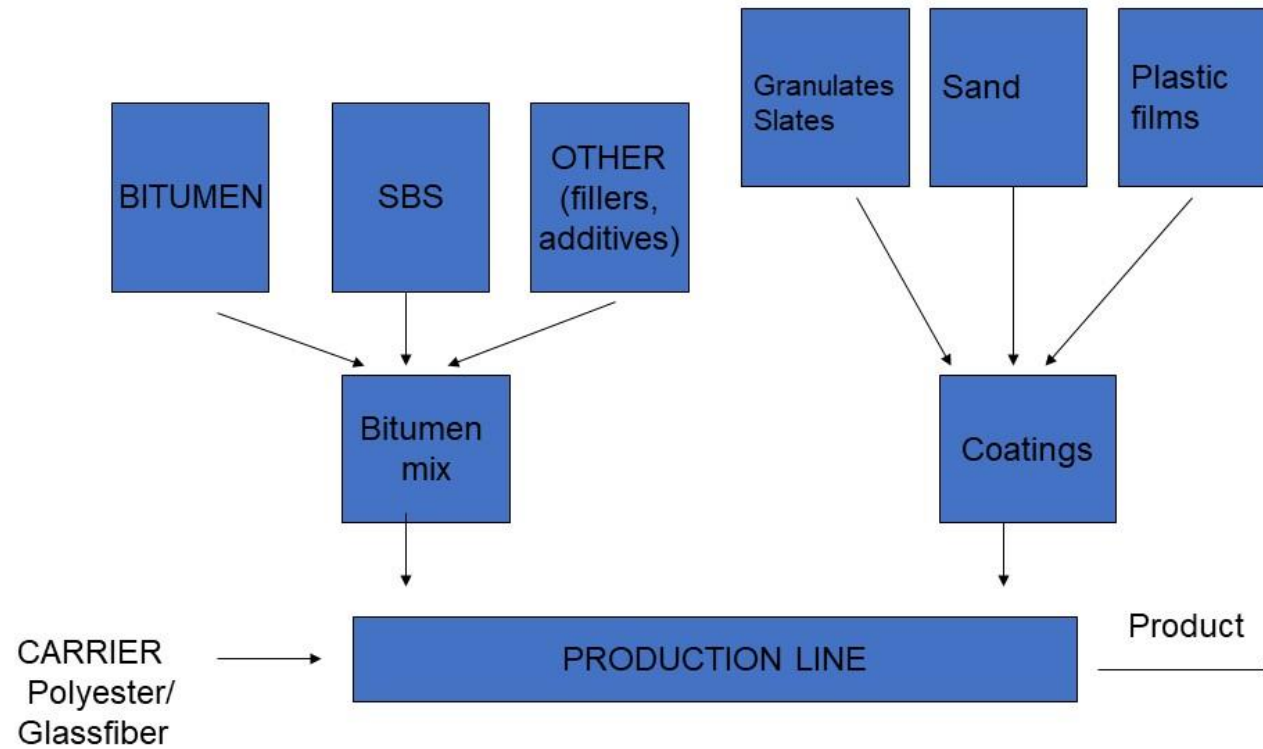 Granulates
Slates
Sand
Plastic
films
BITUMEN
SBS
OTHER
(fillers,
additives)
Bitumen
mix
Coatings
CARRIER
Polyester/
Glassfiber
PRODUCTION LINE
Product